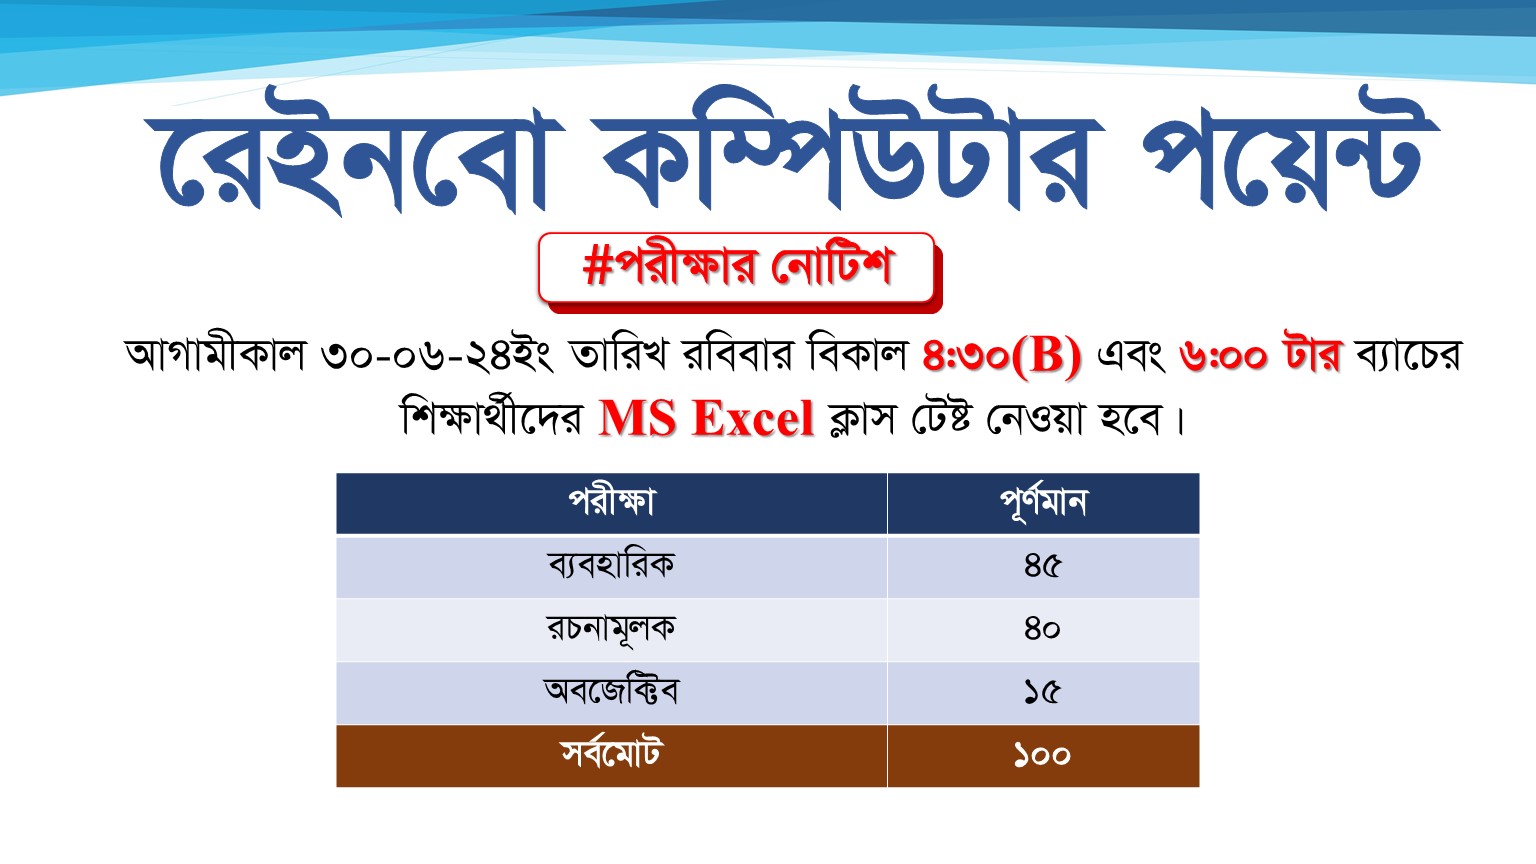 রেইনবো কম্পিউটার পয়েন্ট
#পরীক্ষার নোটিশ
আগামীকাল ৩০-০৬-২৪ইং তারিখ রবিবার বিকাল ৪:৩০(B) এবং ৬:০০ টার ব্যাচের
শিক্ষার্থীদের MS Excel ক্লাস টেষ্ট নেওয়া হবে।
পরীক্ষা পূর্ণমান
ব্যবহারিক ৪৫
রচনামূলক ৪০
অবজেক্টিব ১৫
সর্বমোট ১০০